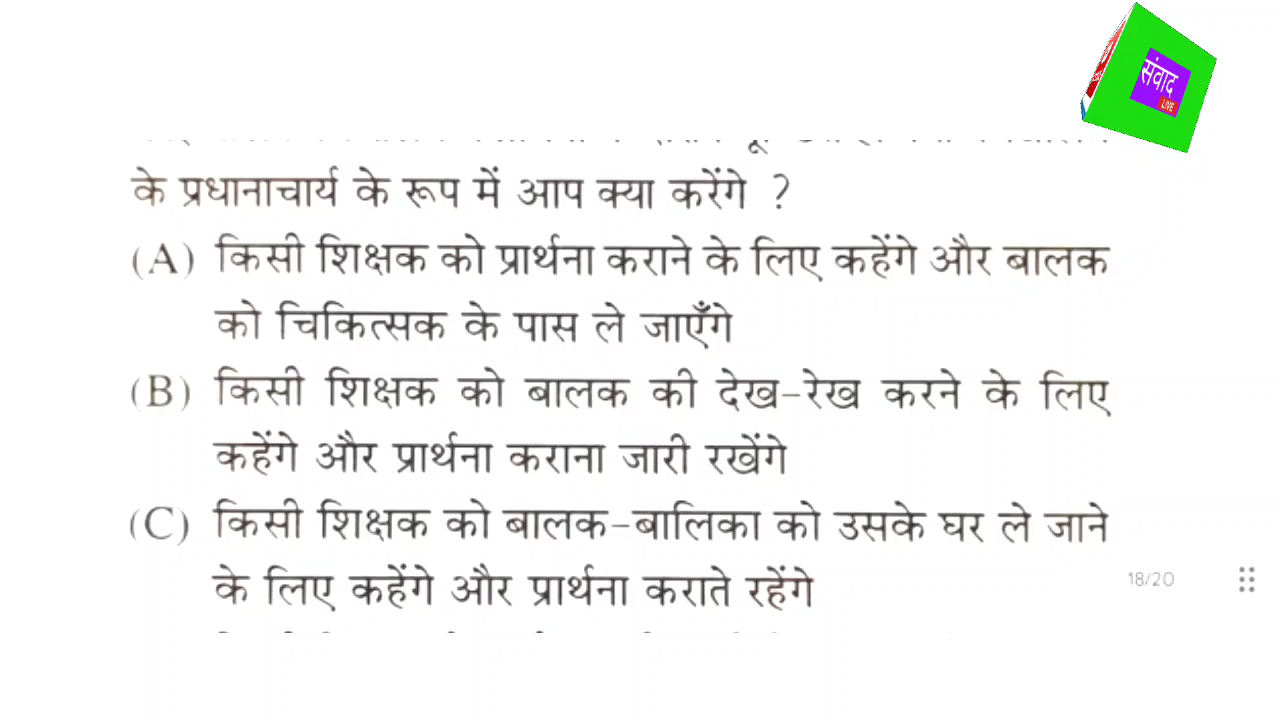 संवाद
LIVE
के प्रधानाचार्य के रूप में आप क्या करेंगे ?
(A) किसी शिक्षक को प्रार्थना कराने के लिए कहेंगे और बालक
को चिकित्सक के पास ले जाएँगे
(B) किसी शिक्षक को बालक की देख-रेख करने के लिए
कहेंगे और प्रार्थना कराना जारी रखेंगे
(C) किसी शिक्षक को बालक-बालिका को उसके घर ले जाने
के लिए कहेंगे और प्रार्थना कराते रहेंगे
18/20